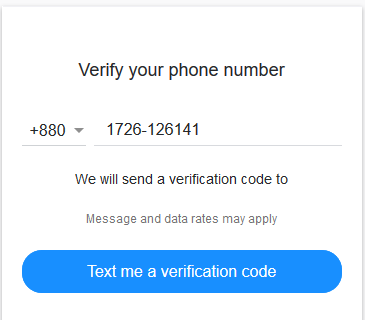 Verify your phone number
+880 1726-126141
We will send a verification code to
Message and data rates may apply
Text me a verification code